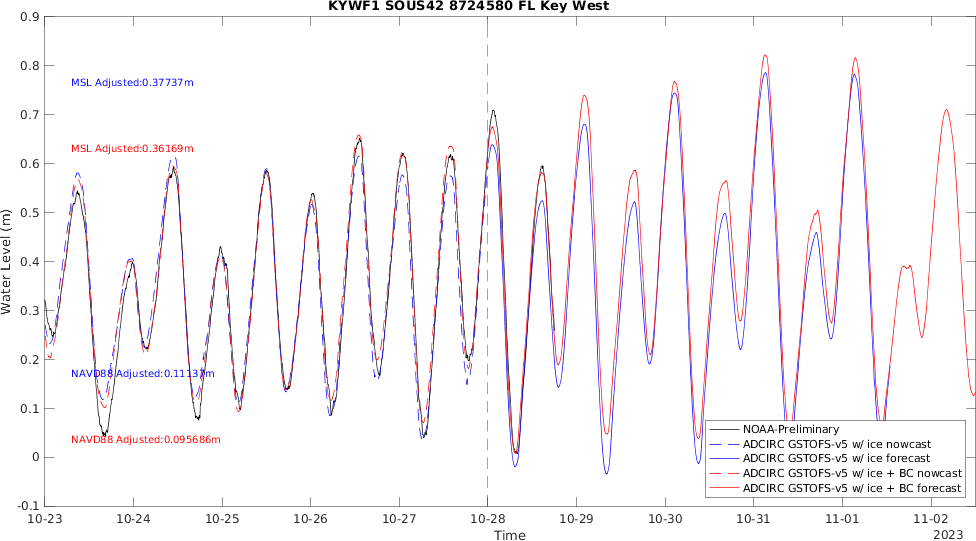 KYWF1 SOUS42 8724580 FL Key West
0.9
0.8
0.7
0.6
0.5
0.4
0.3
0.2
0.1
0
-0.1
Water Level (m)
MSL Adjusted:0.37737m
MSL Adjusted:0.36169m
NAVD88 Adjusted:0.11137m
NAVD88 Adjusted:0.095686m
NOAA-Preliminary
ADCIRC GSTOFS-v5 w/ ice nowcast
ADCIRC GSTOFS-v5 w/ ice forecast
ADCIRC GSTOFS-v5 w/ ice + BC nowcast
ADCIRC GSTOFS-v5 w/ ice + BC forecast
10-23 10-24 10-25 10-26 10-27 10-28 10-29 10-30 10-31 11-01 11-02
Time
2023